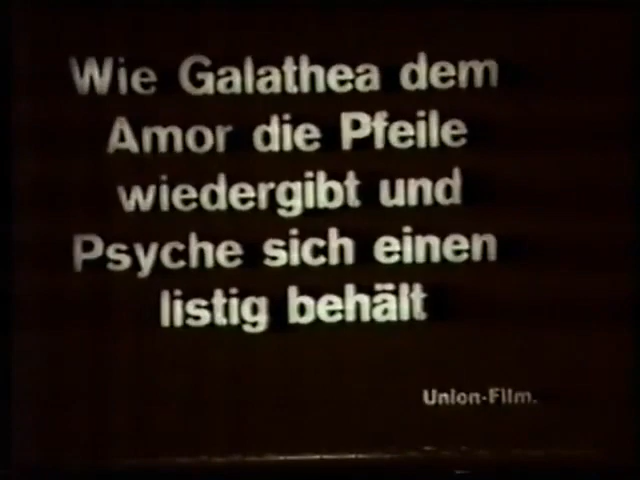 Wie Galathea dem
Amor die Pfeile
wiedergibt und
Psyche sich einen
listig behält
Union-Film.